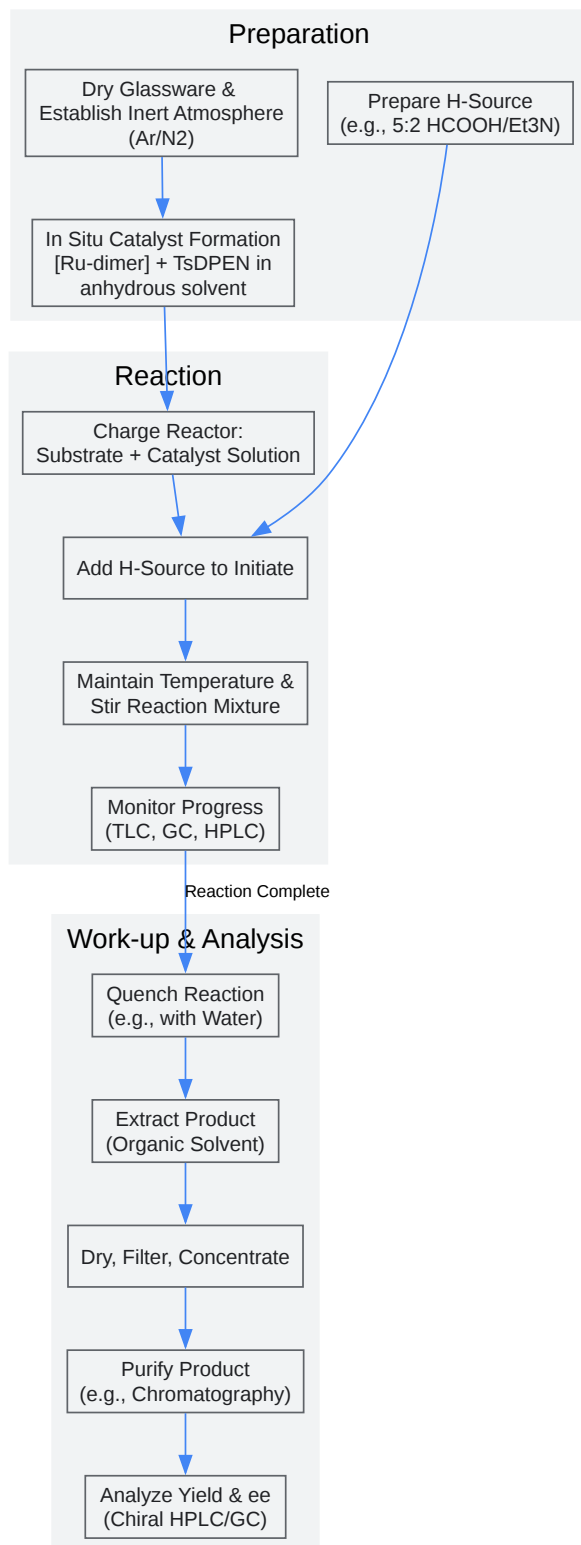 Preparation
Dry Glassware &
Establish Inert Atmosphere
(Ar/N2)
Prepare H-Source
(e.g., 5:2 HCOOH/Et3N)
In Situ Catalyst Formation
[Ru-dimer] + TsDPEN in
anhydrous solvent
Reaction
Charge Reactor:
Substrate + Catalyst Solution
Add H-Source to Initiate
Maintain Temperature &
Stir Reaction Mixture
Monitor Progress
(TLC, GC, HPLC)
Reaction Complete
Work-up & Analysis
Quench Reaction
(e.g., with Water)
Extract Product
(Organic Solvent)
Dry, Filter, Concentrate
Purify Product
(e.g., Chromatography)
Analyze Yield & ee
(Chiral HPLC/GC)